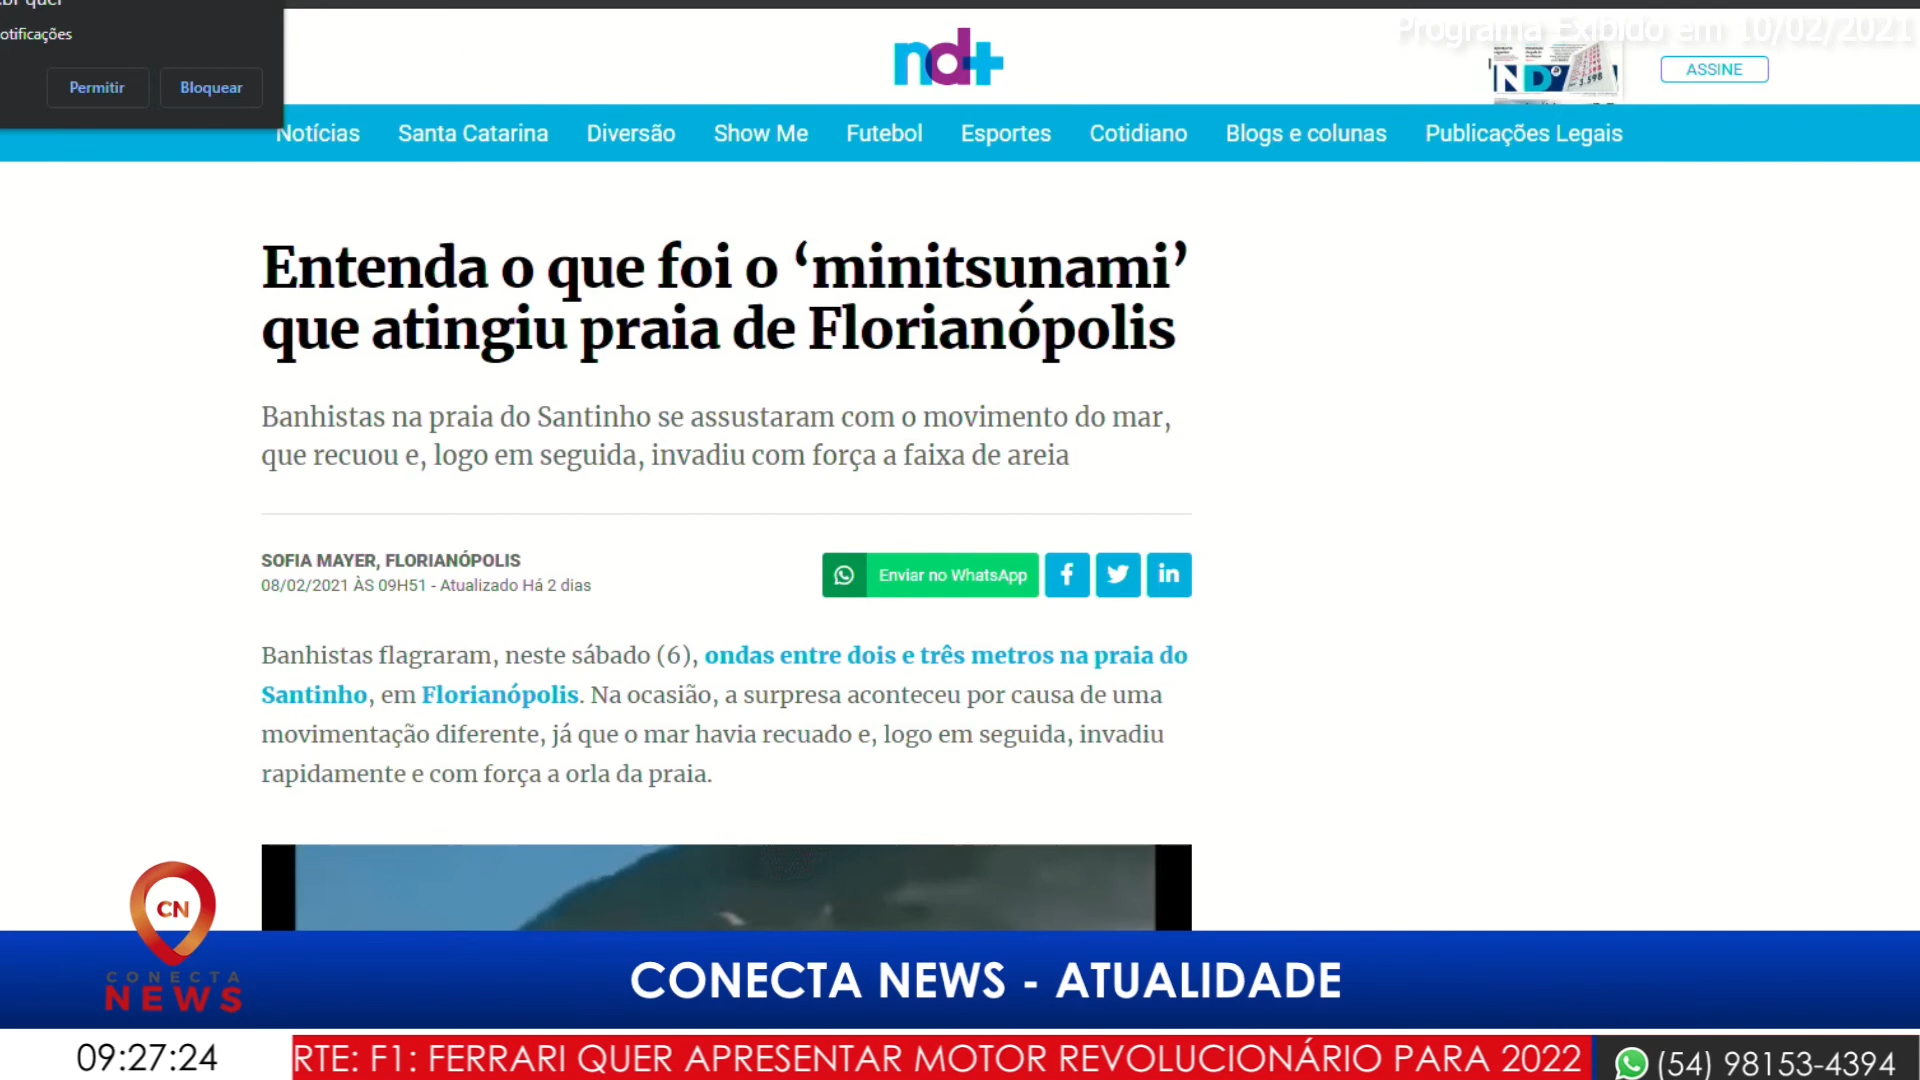 otificações
Permitir
Bloquear
nd+
Programa Exibido em 10/02/2021
ND
ASSINE
Notícias Santa Catarina Diversão Show Me Futebol Esportes Cotidiano Blogs e colunas Publicações Legais
Entenda o que foi o ‘minitsunami’
que atingiu praia de Florianópolis
Banhistas na praia do Santinho se assustaram com o movimento do mar,
que recuou e, logo em seguida, invadiu com força a faixa de areia
SOFIA MAYER, FLORIANÓPOLIS
08/02/2021 ÀS 09H51 - Atualizado Há 2 dias
Enviar no WhatsApp
Banhistas flagraram, neste sábado (6), ondas entre dois e três metros na praia do
Santinho, em Florianópolis. Na ocasião, a surpresa aconteceu por causa de uma
movimentação diferente, já que o mar havia recuado e, logo em seguida, invadiu
rapidamente e com força a orla da praia.
CN
CONECTA
NEWS
CONECTA NEWS - ATUALIDADE
09:27:24
RTE: F1: FERRARI QUER APRESENTAR MOTOR REVOLUCIONÁRIO PARA 2022
(54) 98153-4394